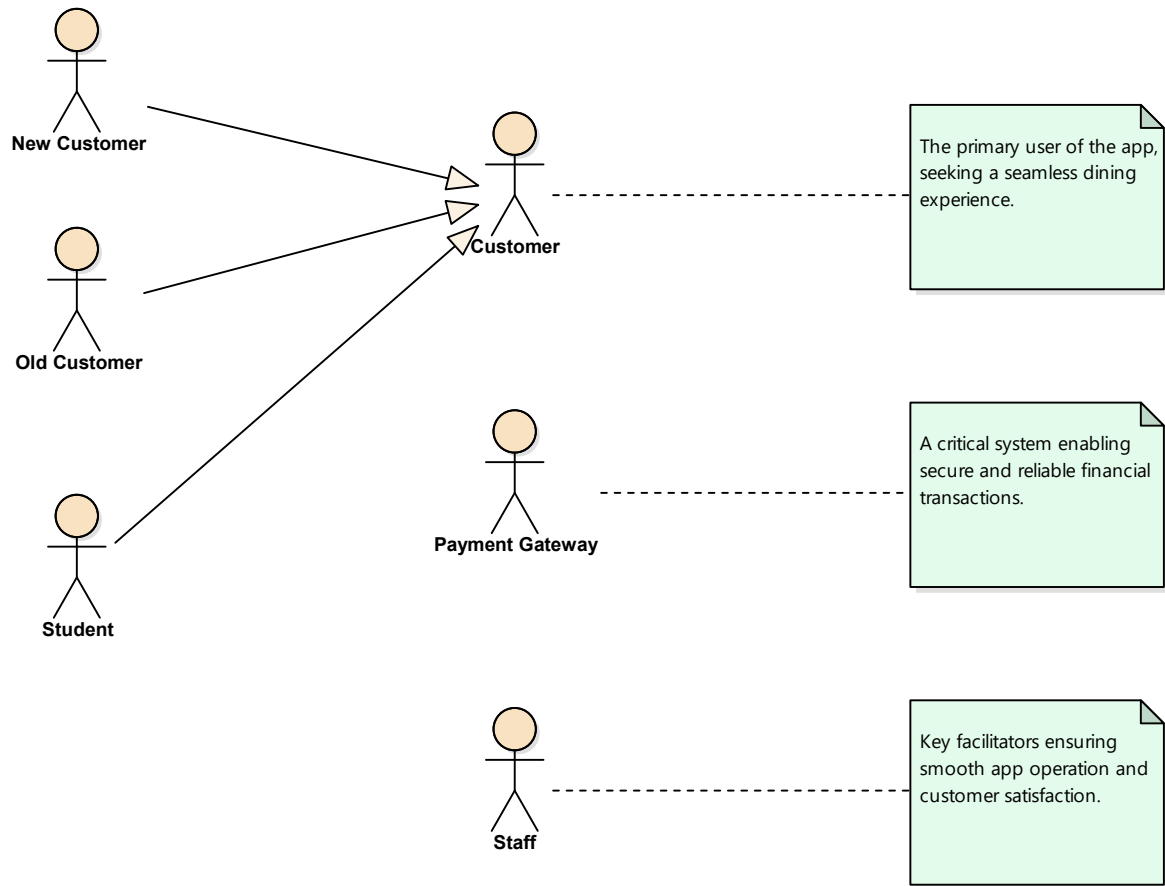 New Customer
Customer
The primary user of the app,
seeking a seamless dining
experience.
Old Customer
Payment Gateway
A critical system enabling
secure and reliable financial
transactions.
Student
Staff
Key facilitators ensuring
smooth app operation and
customer satisfaction.